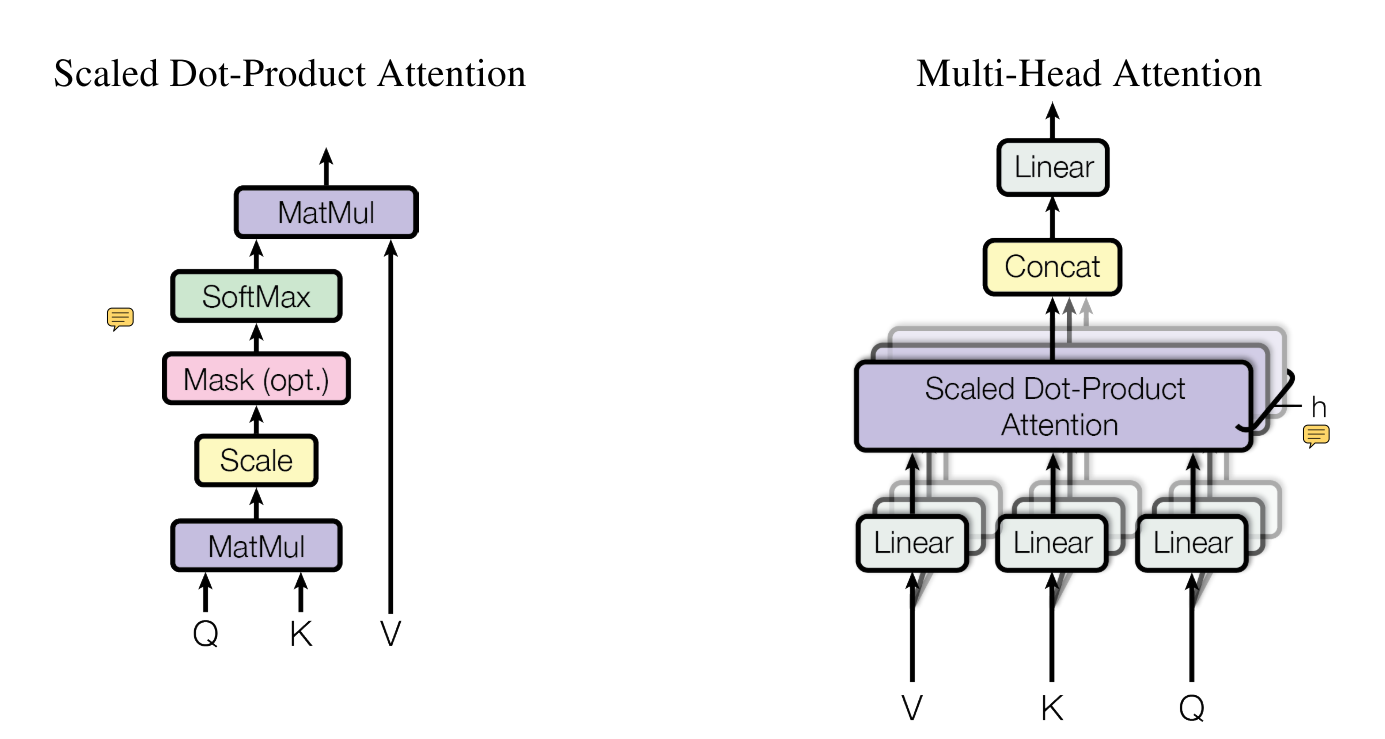 Scaled Dot-Product Attention
MatMul
SoftMax
Mask (opt.)
Scale
MatMul
Q K V
Multi-Head Attention
Linear
Concat
Scaled Dot-Product
Attention
h
Linear Linear Linear
V K Q